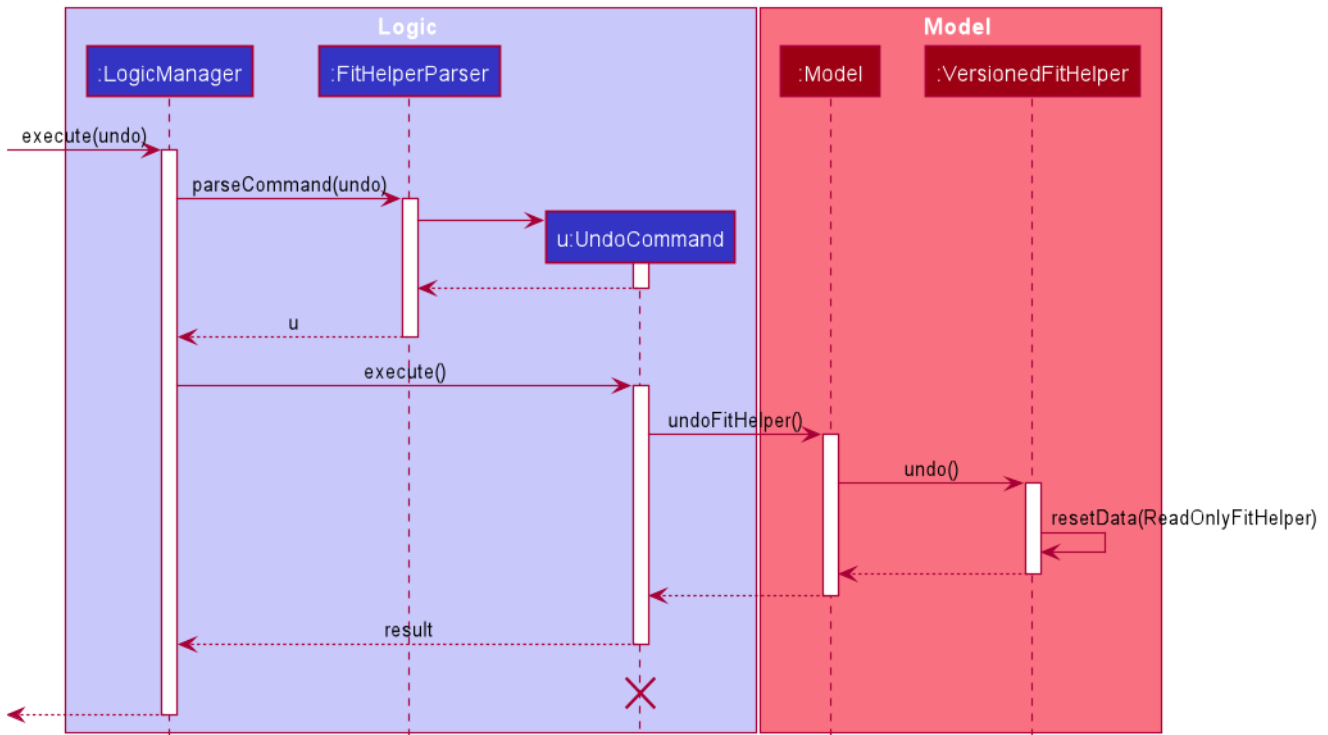 Logic
Model
:LogicManager
:FitHelperParser
:Model
:VersionedFitHelper
execute(undo)
parseCommand(undo)
u:UndoCommand
u
execute()
undoFitHelper()
undo()
resetData(ReadOnlyFitHelper)
result